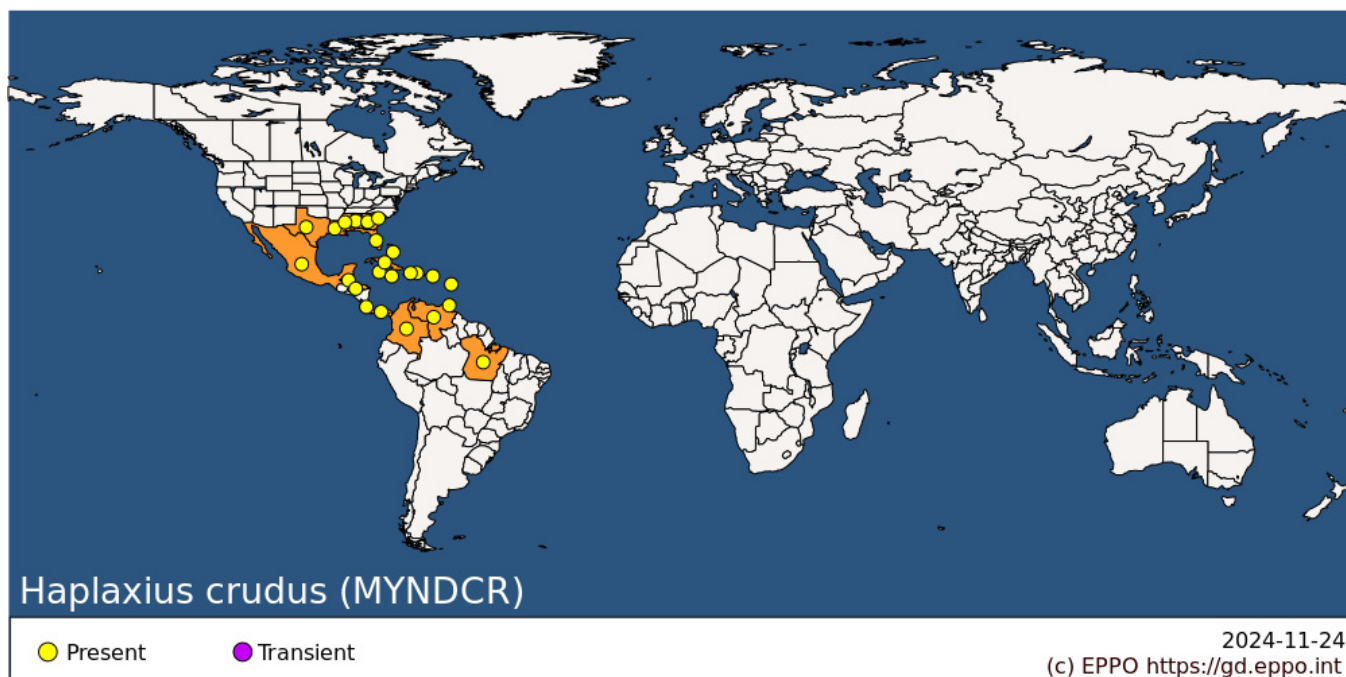 Haplaxius crudus (MYNDCR)
Present
Transient
2024-11-24
(c) EPPO https://gd.eppo.int